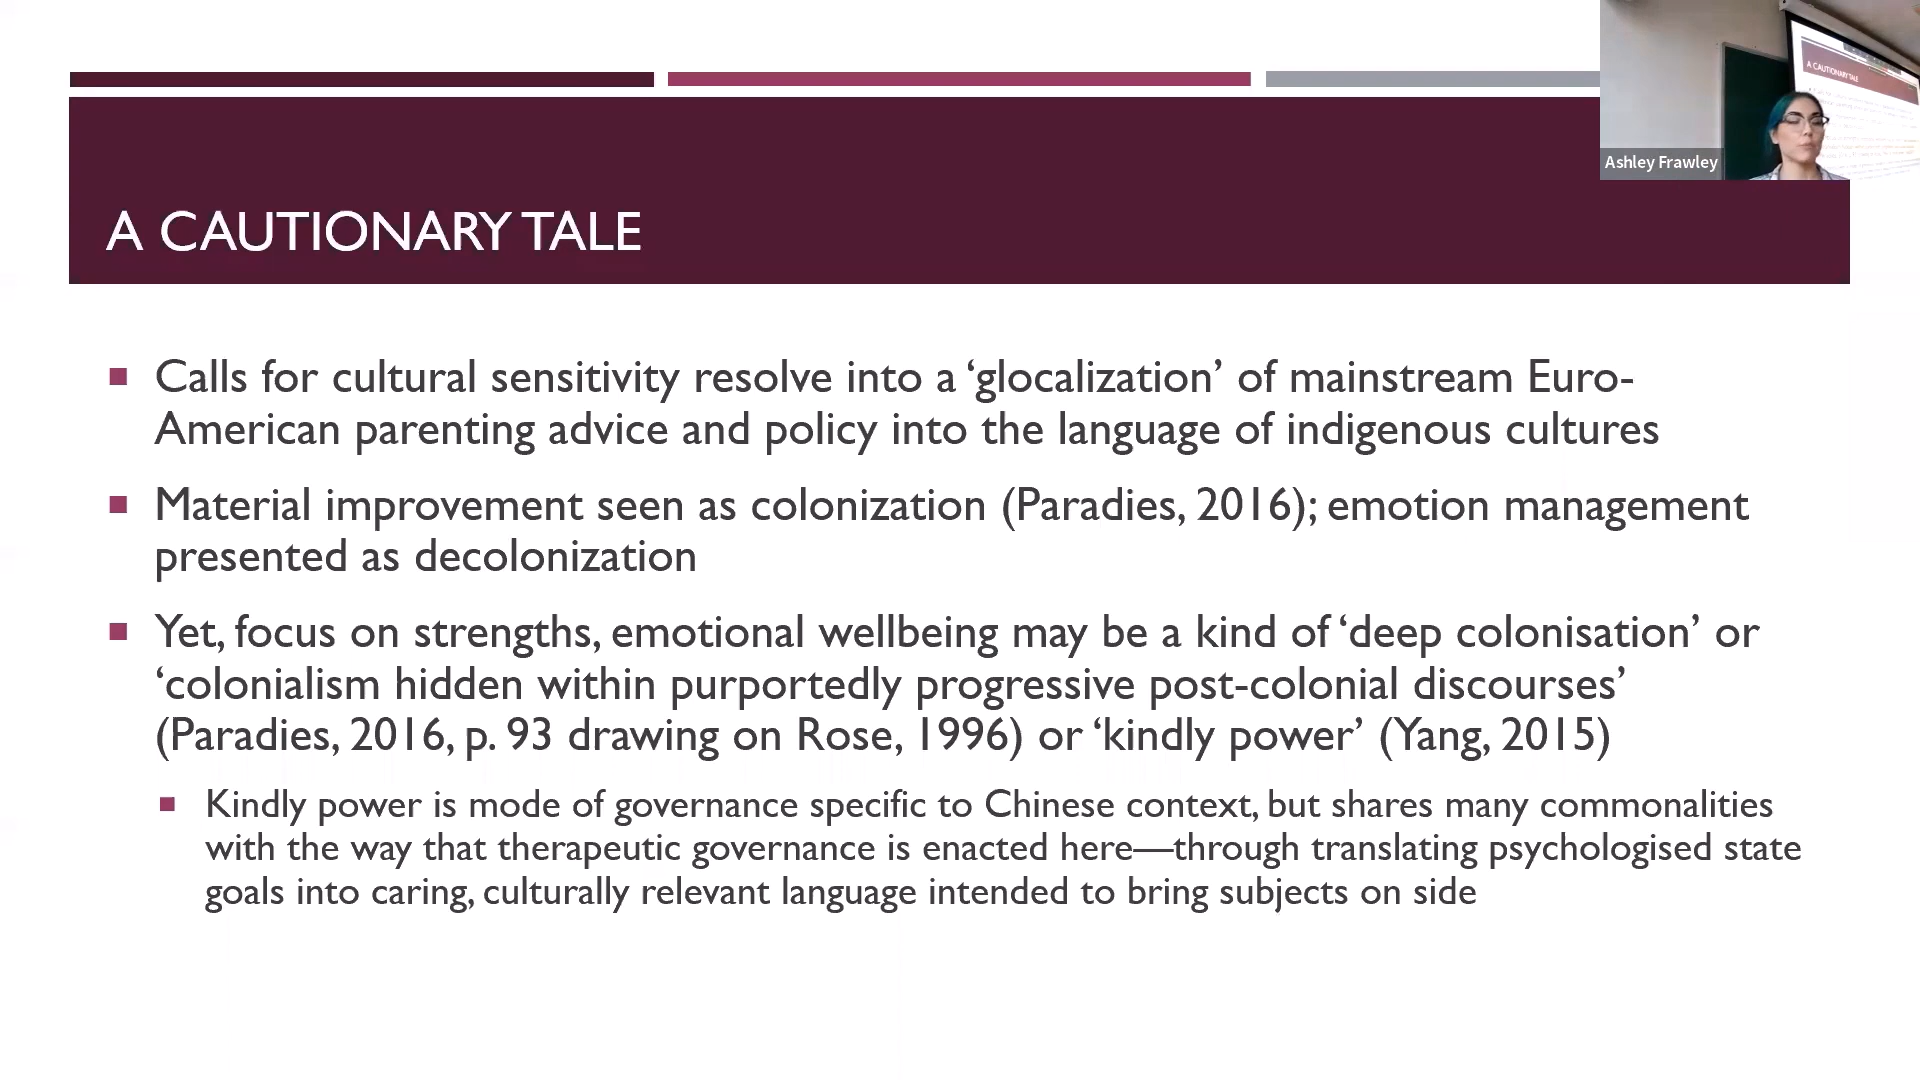 Ashley Frawley
A CAUTIONARY TALE
A CAUTIONARY TALE
Calls for cultural sensitivity resolve into a ‘glocalization’ of mainstream Euro-
American parenting advice and policy into the language of indigenous cultures
Material improvement seen as colonization (Paradies, 2016); emotion management
presented as decolonization
Yet, focus on strengths, emotional wellbeing may be a kind of ‘deep colonisation’ or
‘colonialism hidden within purportedly progressive post-colonial discourses’
(Paradies, 2016, p. 93 drawing on Rose, 1996) or ‘kindly power’ (Yang, 2015)
Kindly power is mode of governance specific to Chinese context, but shares many commonalities
with the way that therapeutic governance is enacted here—through translating psychologised state
goals into caring, culturally relevant language intended to bring subjects on side